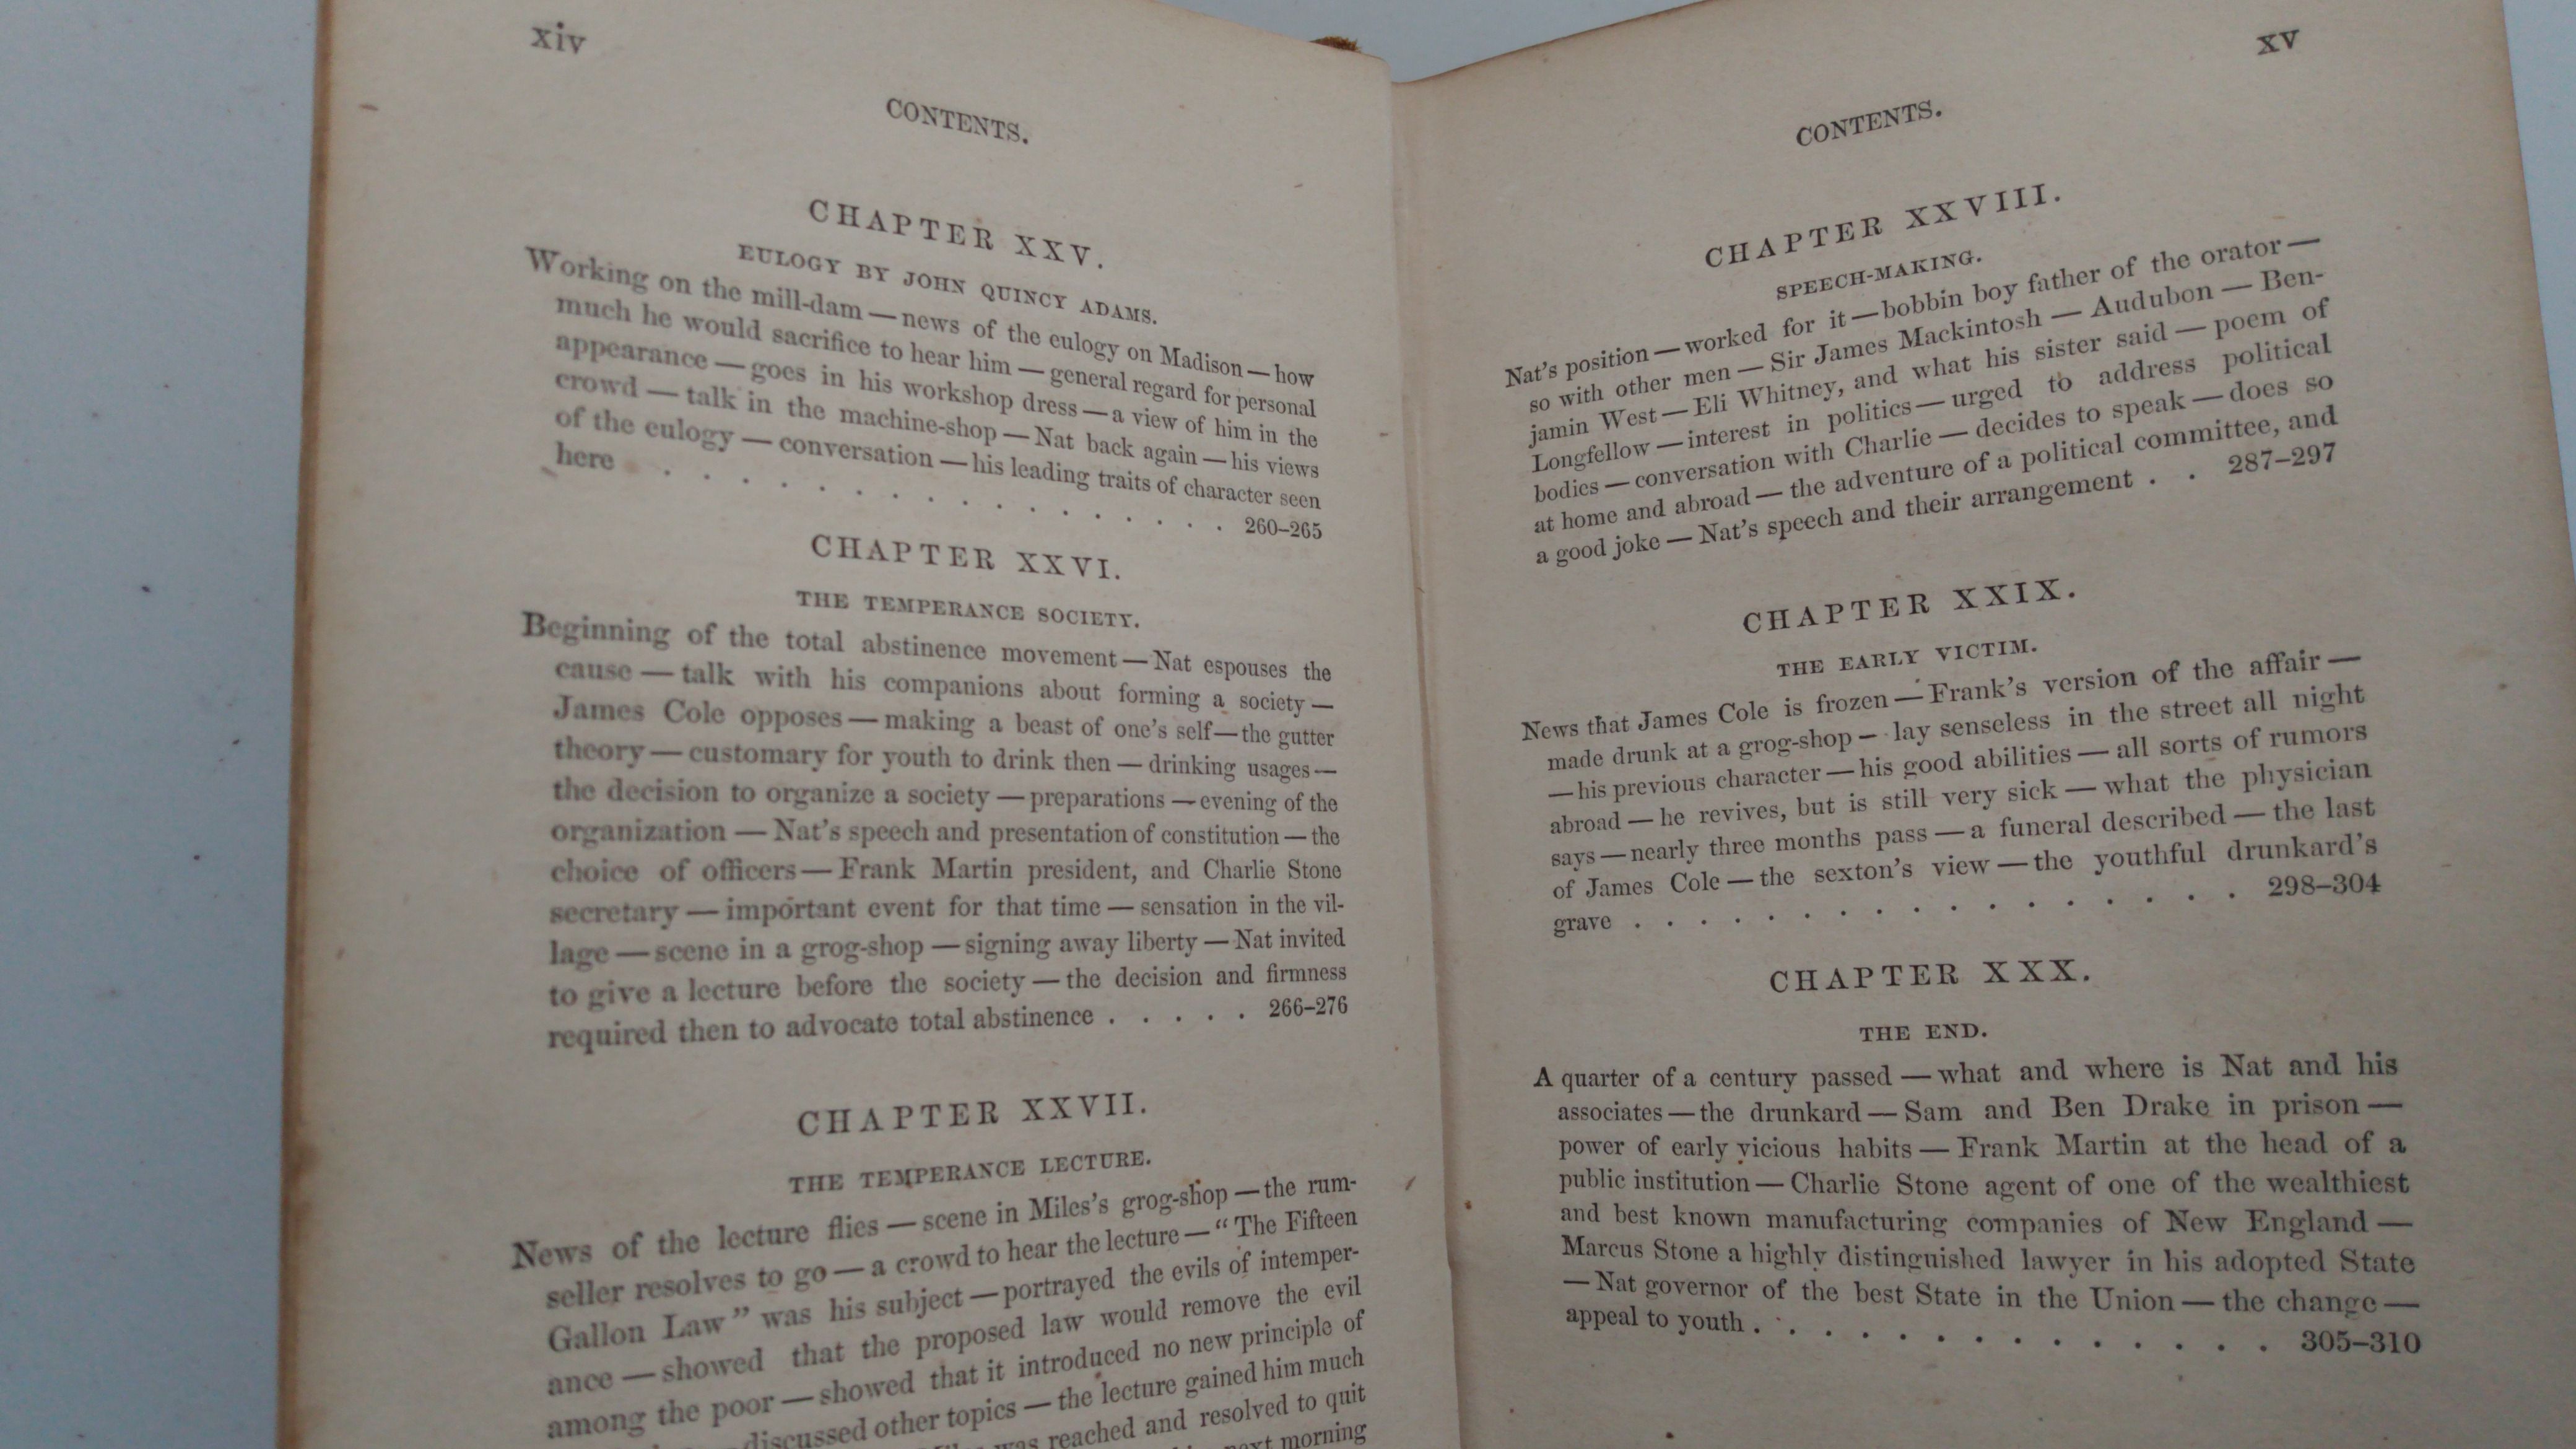 xiv
CONTENTS.
CHAPTER XXV.
EULOGY BY JOHN QUINCY ADAMS.
Working on the mill-dam — news of the eulogy on Madison — how
much he would sacrifice to hear him — general regard for personal
appearance — goes in his workshop dress — a view of him in the
crowd — talk in the machine-shop — Nat back again — his views
of the eulogy — conversation — his leading traits of character seen
here . . . . . . . . . . . . . . . 260–265
CHAPTER XXVI.
THE TEMPERANCE SOCIETY.
Beginning of the total abstinence movement — Nat espouses the
cause — talk with his companions about forming a society —
James Cole opposes — making a beast of one's self — the gutter
theory — customary for youth to drink then — drinking usages —
the decision to organize a society — preparations — evening of the
organization — Nat's speech and presentation of constitution — the
choice of officers — Frank Martin president, and Charlie Stone
secretary — important event for that time — sensation in the vil-
lage — scene in a grog-shop — signing away liberty — Nat invited
to give a lecture before the society — the decision and firmness
required then to advocate total abstinence . . . . . 266–276
CHAPTER XXVII.
THE TEMPERANCE LECTURE.
News of the lecture flies — scene in Miles's grog-shop — the rum-
seller resolves to go — a crowd to hear the lecture — “The Fifteen
Gallon Law” was his subject — portrayed the evils of intemper-
ance — showed that the proposed law would remove the evil
among the poor — showed that it introduced no new principle of
discussed other topics — the lecture gained him much
was reached and resolved to quit
next morning
xv
CONTENTS.
CHAPTER XXVIII.
SPEECH-MAKING.
Nat's position — worked for it — bobbin boy father of the orator —
so with other men — Sir James Mackintosh — Audubon — Ben-
jamin West — Eli Whitney, and what his sister said — poem of
Longfellow — interest in politics — urged to address political
bodies — conversation with Charlie — decides to speak — does so
at home and abroad — the adventure of a political committee, and
a good joke — Nat's speech and their arrangement . . 287–297
CHAPTER XXIX.
THE EARLY VICTIM.
News that James Cole is frozen — Frank's version of the affair —
made drunk at a grog-shop — lay senseless in the street all night
— his previous character — his good abilities — all sorts of rumors
abroad — he revives, but is still very sick — what the physician
says — nearly three months pass — a funeral described — the last
of James Cole — the sexton's view — the youthful drunkard's
grave . . . . . . . . . . . . . . . . . 298–304
CHAPTER XXX.
THE END.
A quarter of a century passed — what and where is Nat and his
associates — the drunkard — Sam and Ben Drake in prison —
power of early vicious habits — Frank Martin at the head of a
public institution — Charlie Stone agent of one of the wealthiest
and best known manufacturing companies of New England —
Marcus Stone a highly distinguished lawyer in his adopted State
— Nat governor of the best State in the Union — the change —
appeal to youth . . . . . . . . . . . . . . . 305–310